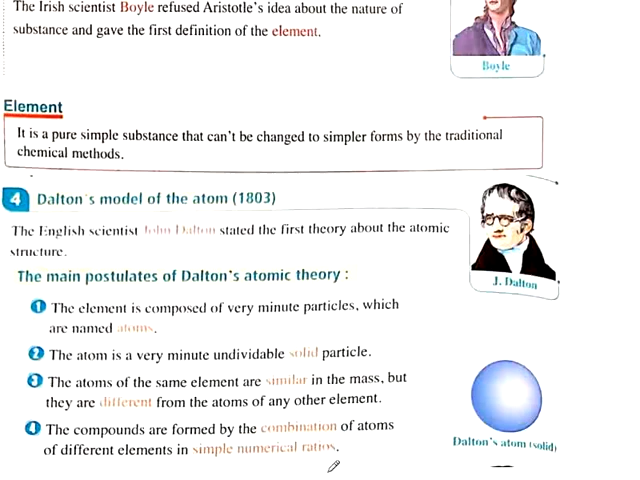 The Irish scientist Boyle refused Aristotle's idea about the nature of
substance and gave the first definition of the element.
Boyle
Element
It is a pure simple substance that can't be changed to simpler forms by the traditional
chemical methods.
4 Dalton's model of the atom (1803)
The English scientist John Dalton stated the first theory about the atomic
structure.
J. Dalton
The main postulates of Dalton's atomic theory :
1 The element is composed of very minute particles, which
are named atoms.
2 The atom is a very minute undividable solid particle.
3 The atoms of the same element are similar in the mass, but
they are different from the atoms of any other element.
4 The compounds are formed by the combination of atoms
of different elements in simple numerical ratios.
Dalton's atom (solid)